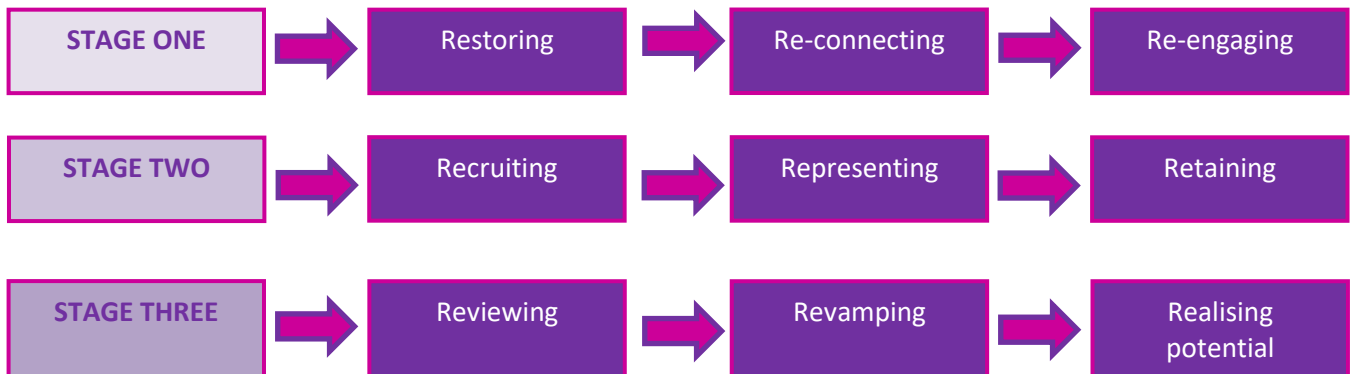 STAGE ONE
Restoring
Re-connecting
Re-engaging
STAGE TWO
Recruiting
Representing
Retaining
STAGE THREE
Reviewing
Revamping
Realising
potential